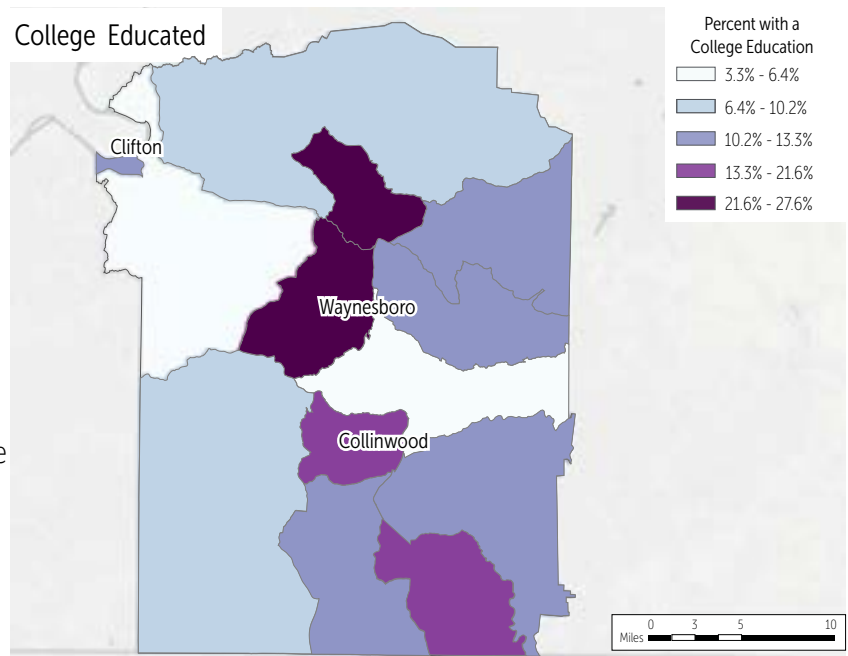 College Educated
Percent with a
College Education
3.3% - 6.4%
6.4% - 10.2%
10.2% - 13.3%
13.3% - 21.6%
21.6% - 27.6%
Clifton
Waynesboro
Collinwood
e
0 3 5 10
Miles